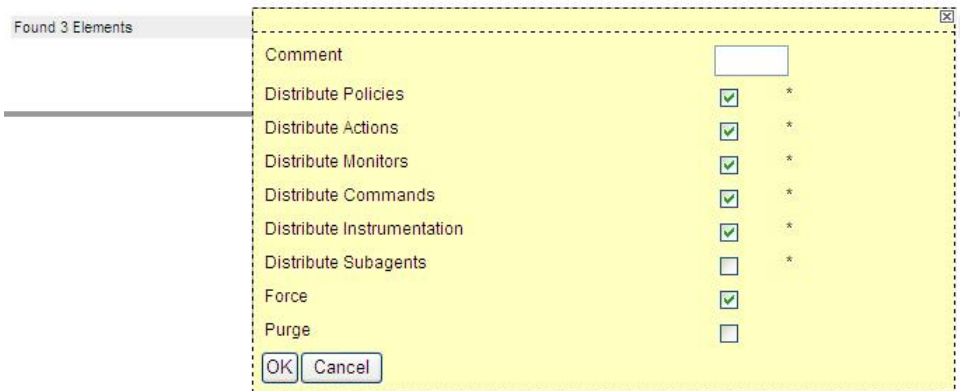 Found 3 Elements
Comment
Distribute Policies *
Distribute Actions *
Distribute Monitors *
Distribute Commands *
Distribute Instrumentation *
Distribute Subagents *
Force
Purge
OK Cancel